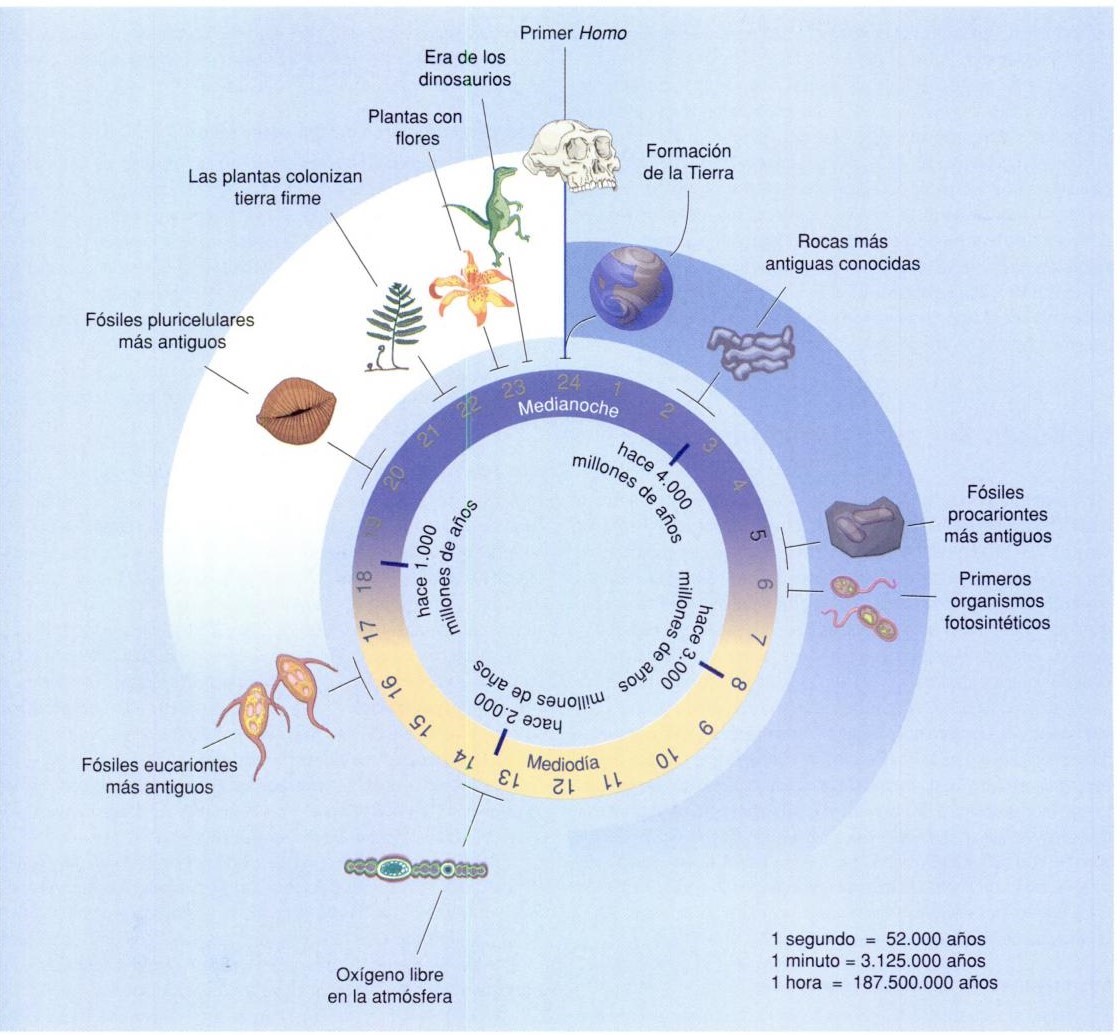 Primer Homo
Era de los
dinosaurios
Plantas con
flores
Las plantas colonizan
tierra firme
Fósiles pluricelulares
más antiguos
Formación
de la Tierra
Rocas más
antiguas conocidas
Fósiles
procariontes
más antiguos
Primeros
organismos
fotosintéticos
24
1
2
3
4
5
6
7
8
9
10
11
12
13
14
15
16
17
18
19
20
21
22
23
Medianoche
Mediodía
hace 4.000
millones de años
hace 3.000
millones de años
hace 2.000
millones de años
hace 1.000
millones de años
Fósiles eucariontes
más antiguos
Oxígeno libre
en la atmósfera
1 segundo = 52.000 años
1 minuto = 3.125.000 años
1 hora = 187.500.000 años